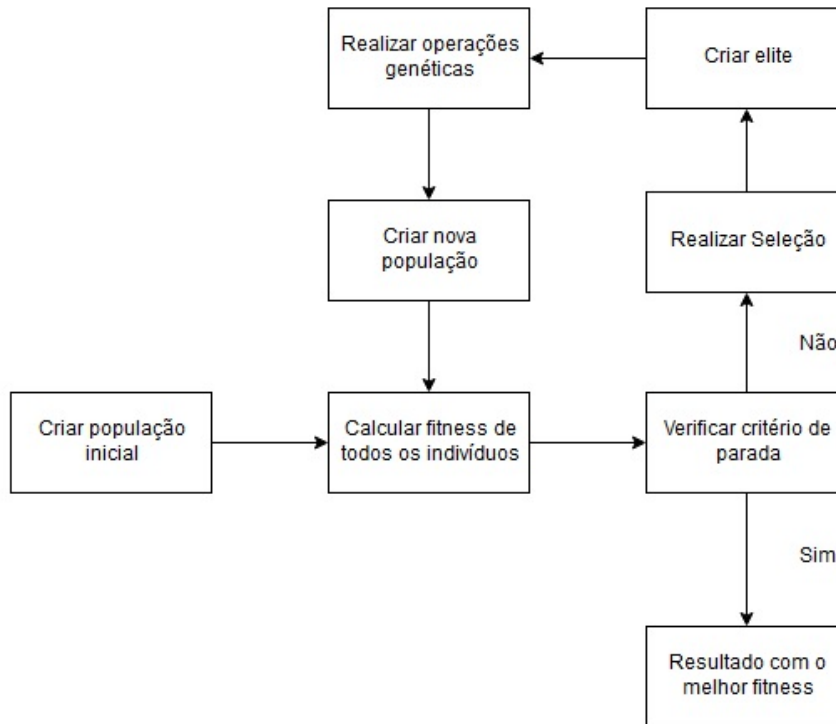 Realizar operações
genéticas
Criar elite
Criar nova
população
Realizar Seleção
Não
Criar população
inicial
Calcular fitness de
todos os indivíduos
Verificar critério de
parada
Sim
Resultado com o
melhor fitness